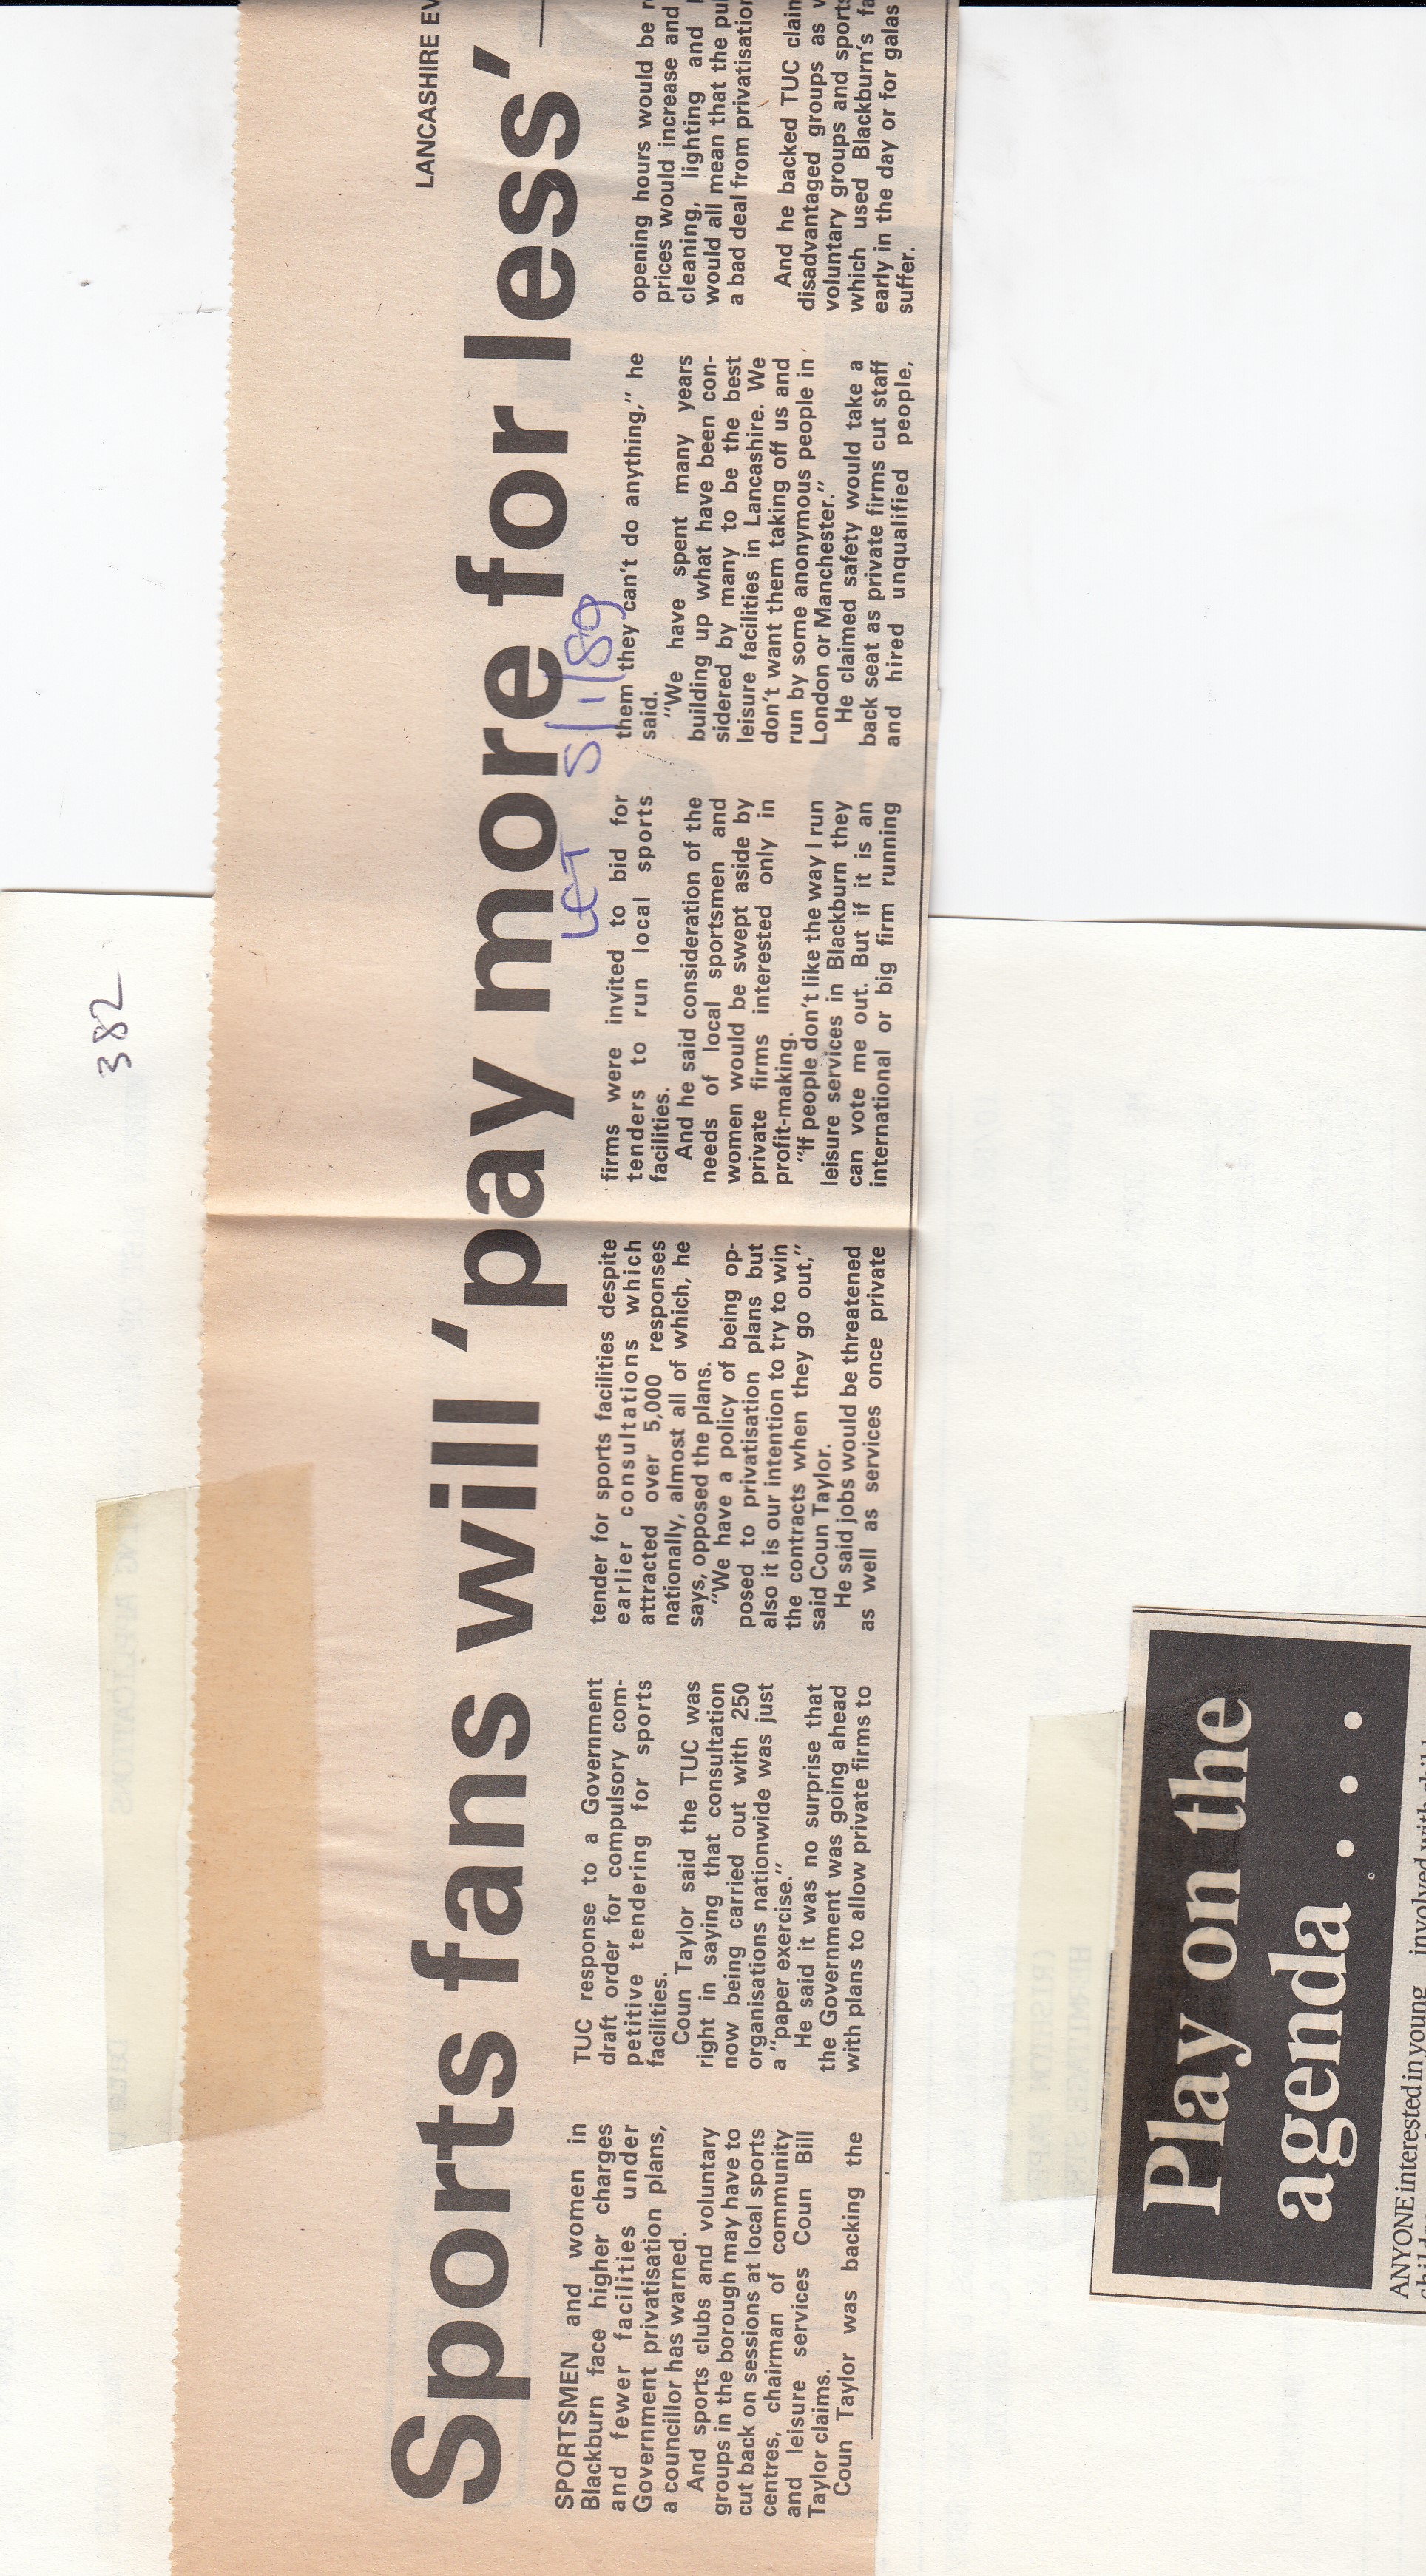 382
LANCASHIRE EV
Sports fans will 'pay more for less'
LET 5/1/89
SPORTSMEN and women in
Blackburn face higher charges
and fewer facilities under
Government privatisation plans,
a councillor has warned.
And sports clubs and voluntary
groups in the borough may have to
cut back on sessions at local sports
centres, chairman of community
and leisure services Coun Bill
Taylor claims.
Coun Taylor was backing the
TUC response to a Government
draft order for compulsory com-
petitive tendering for sports
facilities.
Coun Taylor said the TUC was
right in saying that consultation
now being carried out with 250
organisations nationwide was just
a "paper exercise."
He said it was no surprise that
the Government was going ahead
with plans to allow private firms to
tender for sports facilities despite
earlier consultations which
attracted over 5,000 responses
nationally, almost all of which, he
says, opposed the plans.
"We have a policy of being op-
posed to privatisation plans but
also it is our intention to try to win
the contracts when they go out,"
said Coun Taylor.
He said jobs would be threatened
as well as services once private
firms were invited to bid for
tenders to run local sports
facilities.
And he said consideration of the
needs of local sportsmen and
women would be swept aside by
private firms interested only in
profit-making.
"If people don't like the way I run
leisure services in Blackburn they
can vote me out. But if it is an
international or big firm running
them they can't do anything," he
said.
"We have spent many years
building up what have been con-
sidered by many to be the best
leisure facilities in Lancashire. We
don't want them taking off us and
run by some anonymous people in
London or Manchester."
He claimed safety would take a
back seat as private firms cut staff
and hired unqualified people,
opening hours would be r
prices would increase and
cleaning, lighting and
would all mean that the pu
a bad deal from privatisation
And he backed TUC claim
disadvantaged groups as w
voluntary groups and sports
which used Blackburn's fa
early in the day or for galas
suffer.
Play on the
agenda . . . .
ANYONE interested in young involved with child